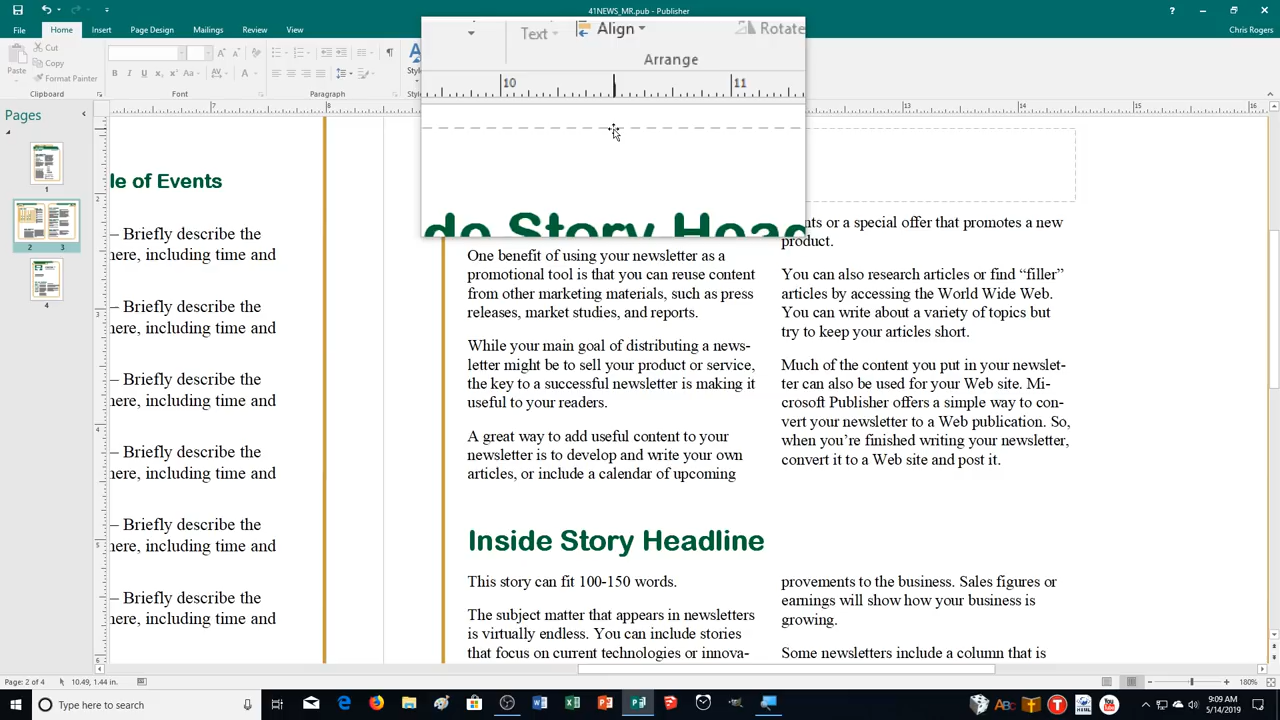 41NEWS_MR.pub - Publisher
?
Chris Rogers
File
Home
Insert
Page Design
Mailings
Review
View
Cut
Copy
Paste
Format Painter
Clipboard
Font
Paragraph
Text
Align
Rotate
Arrange
10
11
7
8
13
14
15
16
Pages
1
2 3
4
le of Events
– Briefly describe the
here, including time and
– Briefly describe the
here, including time and
– Briefly describe the
here, including time and
– Briefly describe the
here, including time and
– Briefly describe the
here, including time and
– Briefly describe the
here, including time and
de Story Head
One benefit of using your newsletter as a
promotional tool is that you can reuse content
from other marketing materials, such as press
releases, market studies, and reports.
While your main goal of distributing a news-
letter might be to sell your product or service,
the key to a successful newsletter is making it
useful to your readers.
A great way to add useful content to your
newsletter is to develop and write your own
articles, or include a calendar of upcoming
nts or a special offer that promotes a new
product.
You can also research articles or find “filler”
articles by accessing the World Wide Web.
You can write about a variety of topics but
try to keep your articles short.
Much of the content you put in your newslet-
ter can also be used for your Web site. Mi-
crosoft Publisher offers a simple way to con-
vert your newsletter to a Web publication. So,
when you’re finished writing your newsletter,
convert it to a Web site and post it.
Inside Story Headline
This story can fit 100-150 words.
The subject matter that appears in newsletters
is virtually endless. You can include stories
that focus on current technologies or innova-
provements to the business. Sales figures or
earnings will show how your business is
growing.
Some newsletters include a column that is
Page: 2 of 4
10.49, 1.44 in.
180%
Type here to search
9:09 AM
5/14/2019